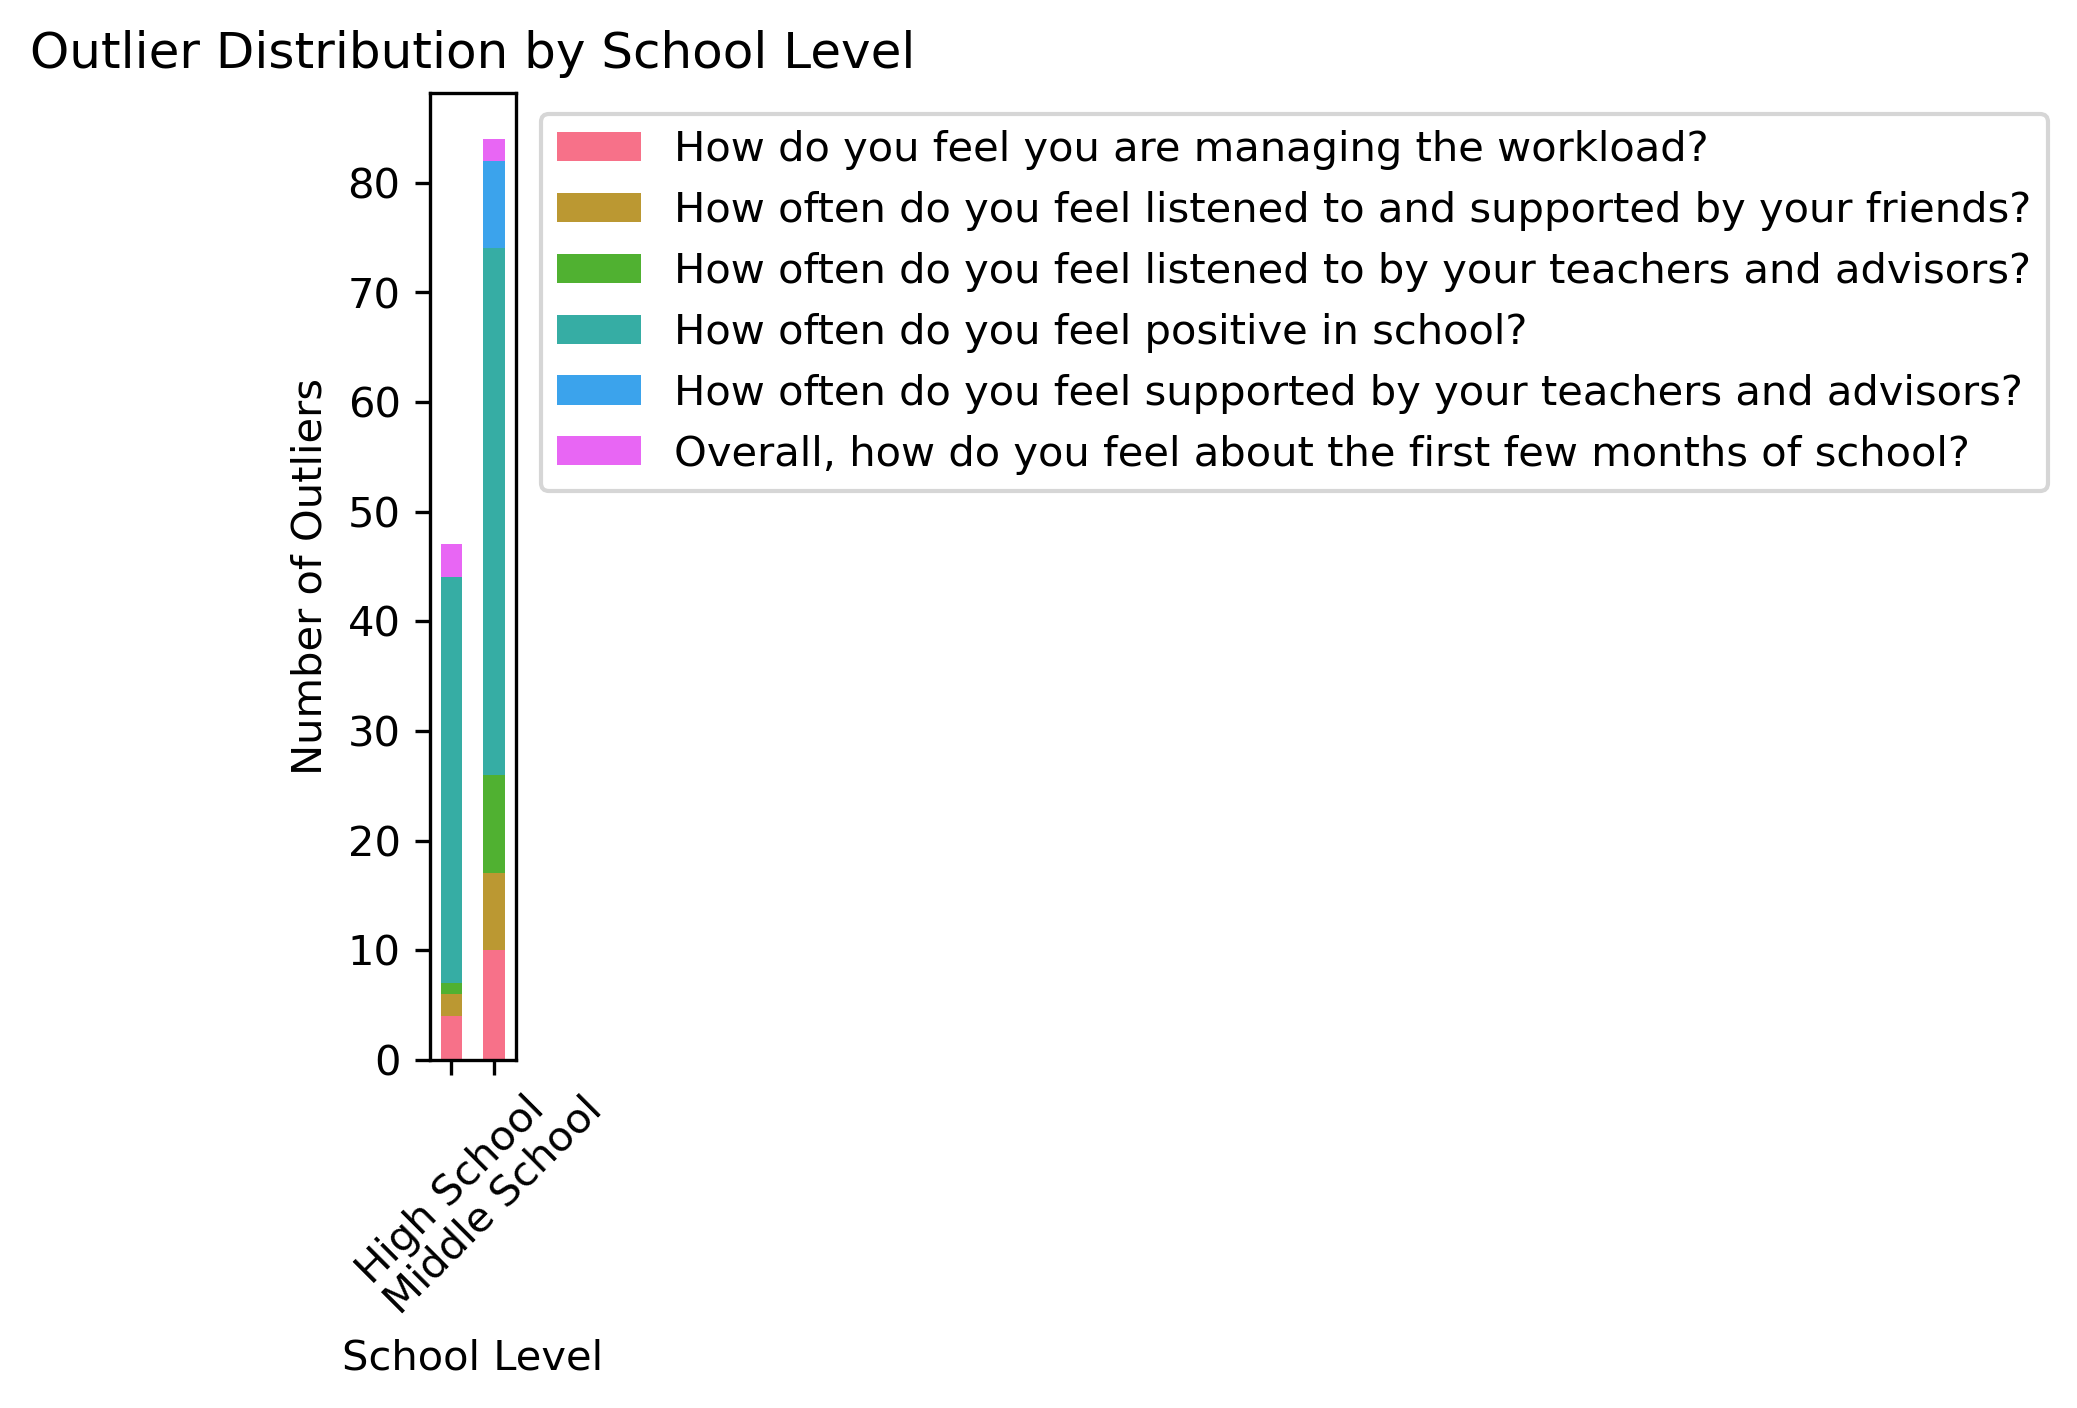 Outlier Distribution by School Level
How do you feel you are managing the workload?
How often do you feel listened to and supported by your friends?
How often do you feel listened to by your teachers and advisors?
How often do you feel positive in school?
How often do you feel supported by your teachers and advisors?
Overall, how do you feel about the first few months of school?
Number of Outliers
80
70
60
50
40
30
20
10
0
High School
Middle School
School Level